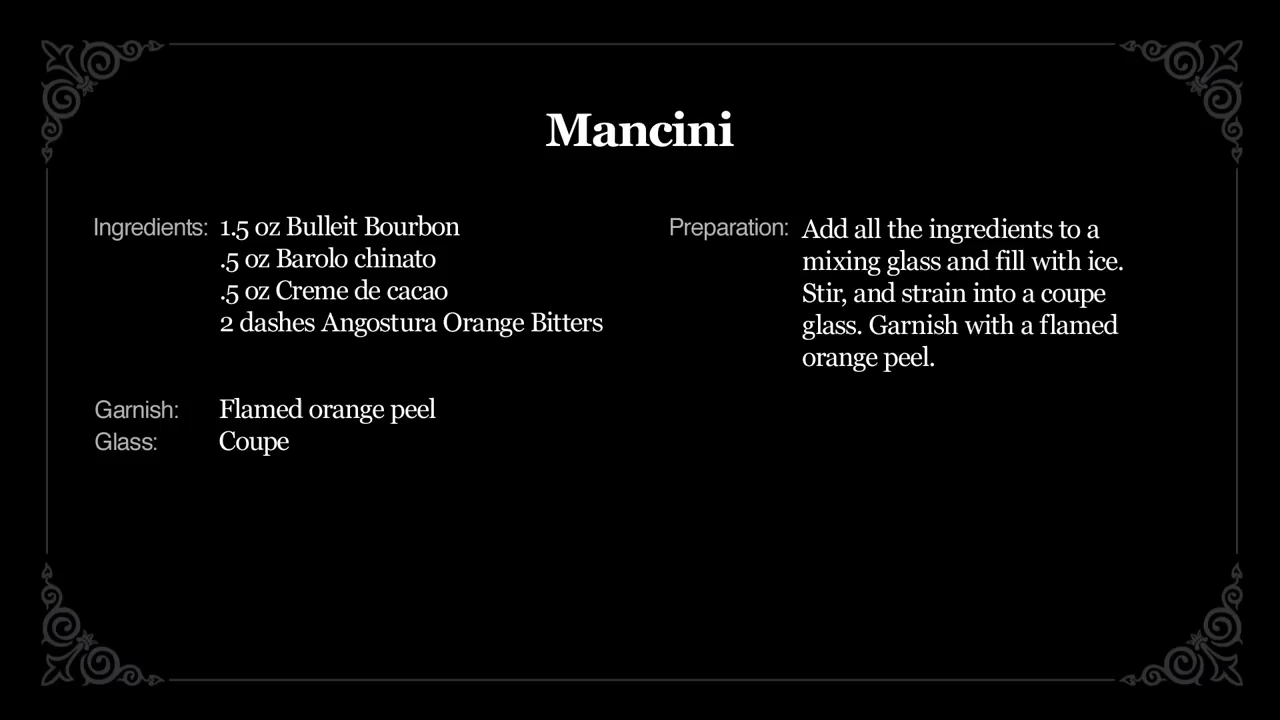 Mancini
Ingredients: 1.5 oz Bulleit Bourbon
.5 oz Barolo chinato
.5 oz Creme de cacao
2 dashes Angostura Orange Bitters
Garnish: Flamed orange peel
Glass: Coupe
Preparation: Add all the ingredients to a
mixing glass and fill with ice.
Stir, and strain into a coupe
glass. Garnish with a flamed
orange peel.